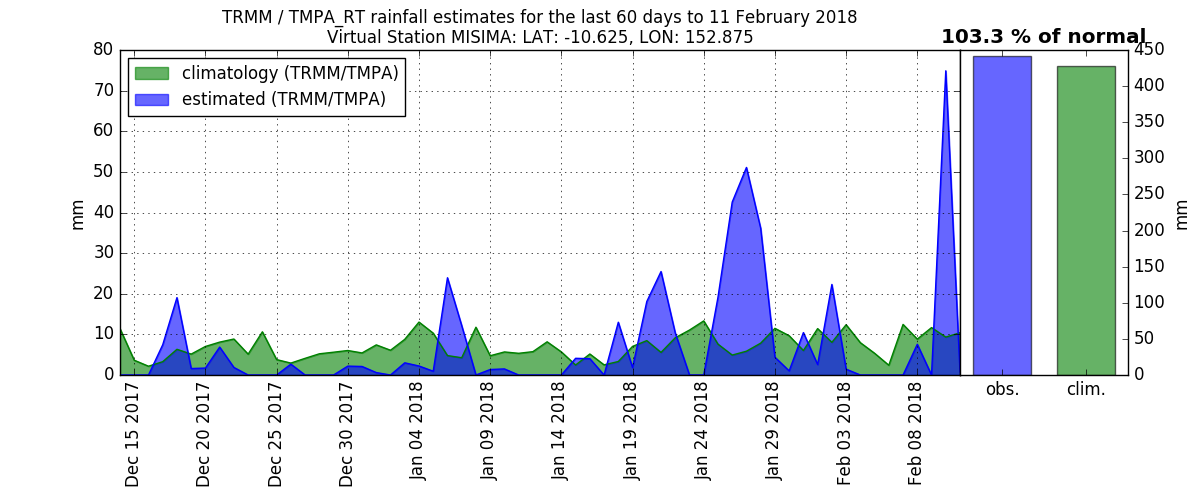 TRMM / TMPA_RT rainfall estimates for the last 60 days to 11 February 2018
Virtual Station MISIMA: LAT: -10.625, LON: 152.875
103.3 % of normal
climatology (TRMM/TMPA)
estimated (TRMM/TMPA)
mm
80
70
60
50
40
30
20
10
0
Dec 15 2017
Dec 20 2017
Dec 25 2017
Dec 30 2017
Jan 04 2018
Jan 09 2018
Jan 14 2018
Jan 19 2018
Jan 24 2018
Jan 29 2018
Feb 03 2018
Feb 08 2018
obs.
clim.
450
400
350
300
250
200
150
100
50
0
mm